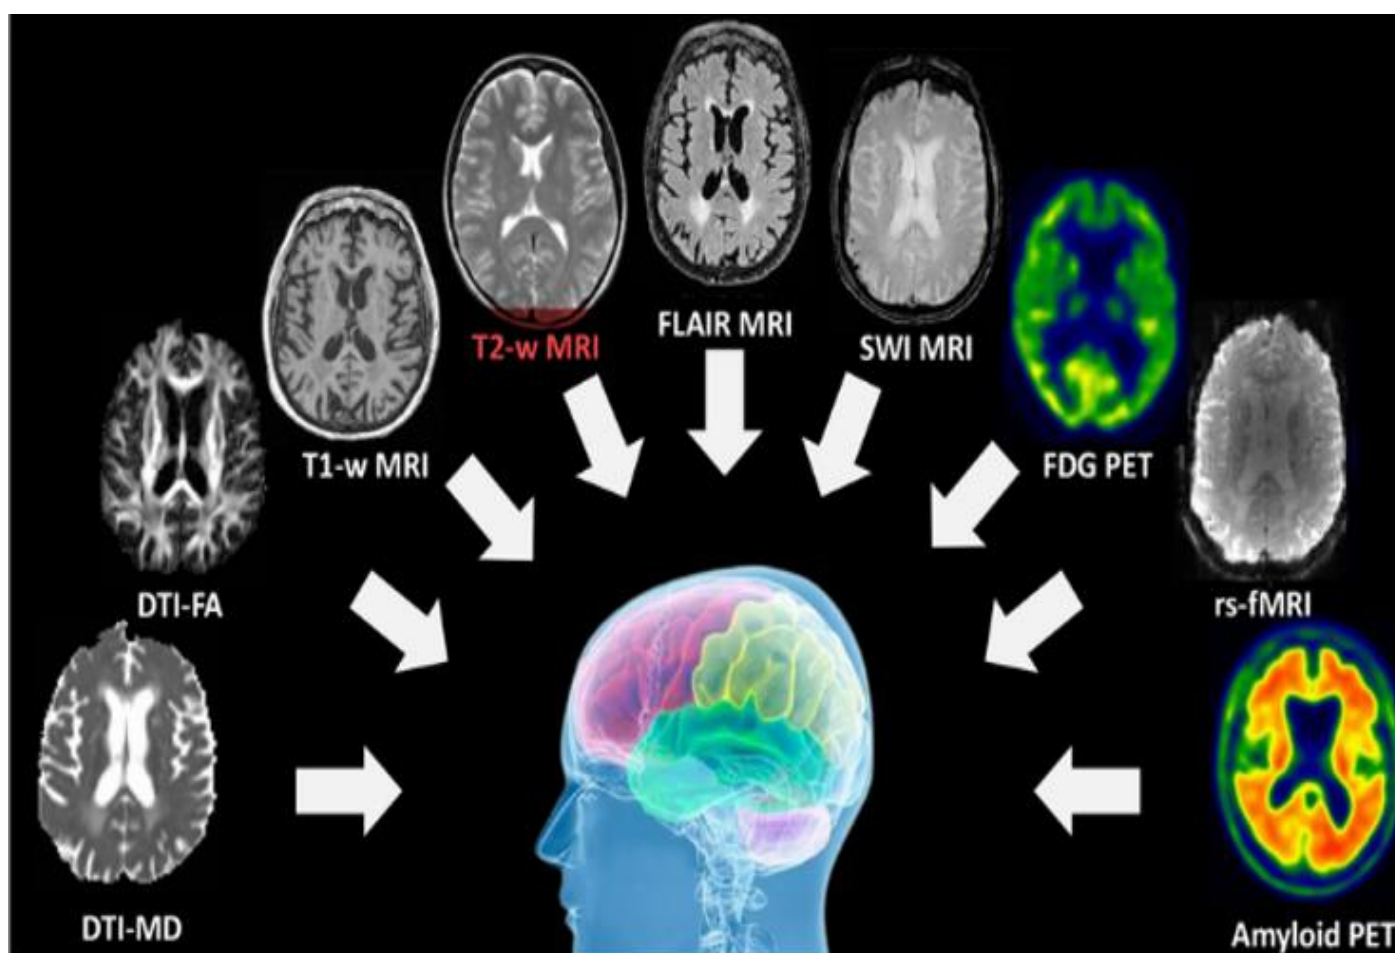 FLAIR MRI
T2-w MRI
SWI MRI
T1-w MRI
FDG PET
DTI-FA
rs-fMRI
DTI-MD
Amyloid PET